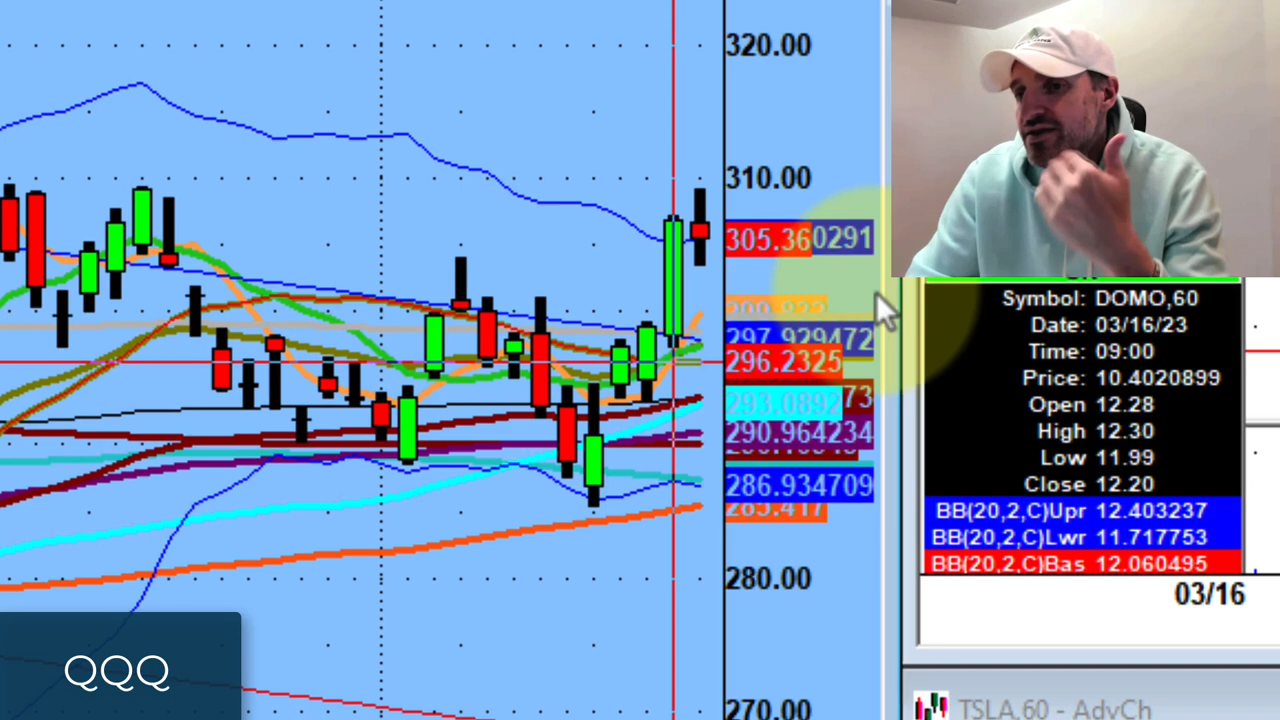 320.00
310.00
305.36
0291
297.929472
296.2325
293.0892
73
290.964234
286.934709
285.417
280.00
270.00
QQQ
Symbol: DOMO,60
Date: 03/16/23
Time: 09:00
Price: 10.4020899
Open 12.28
High 12.30
Low 11.99
Close 12.20
BB(20,2,C)Upr 12.403237
BB(20,2,C)Lwr 11.717753
BB(20,2,C)Bas 12.060495
03/16
TSLA,60 - AdvCh